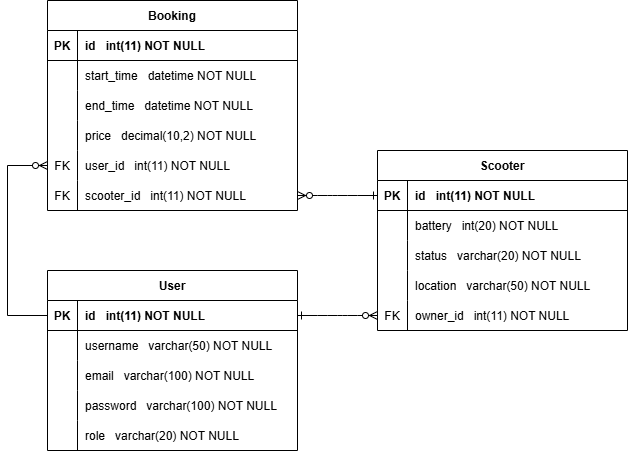 Booking
PK id int(11) NOT NULL
start_time datetime NOT NULL
end_time datetime NOT NULL
price decimal(10,2) NOT NULL
FK user_id int(11) NOT NULL
FK scooter_id int(11) NOT NULL
Scooter
PK id int(11) NOT NULL
battery int(20) NOT NULL
status varchar(20) NOT NULL
location varchar(50) NOT NULL
FK owner_id int(11) NOT NULL
User
PK id int(11) NOT NULL
username varchar(50) NOT NULL
email varchar(100) NOT NULL
password varchar(100) NOT NULL
role varchar(20) NOT NULL